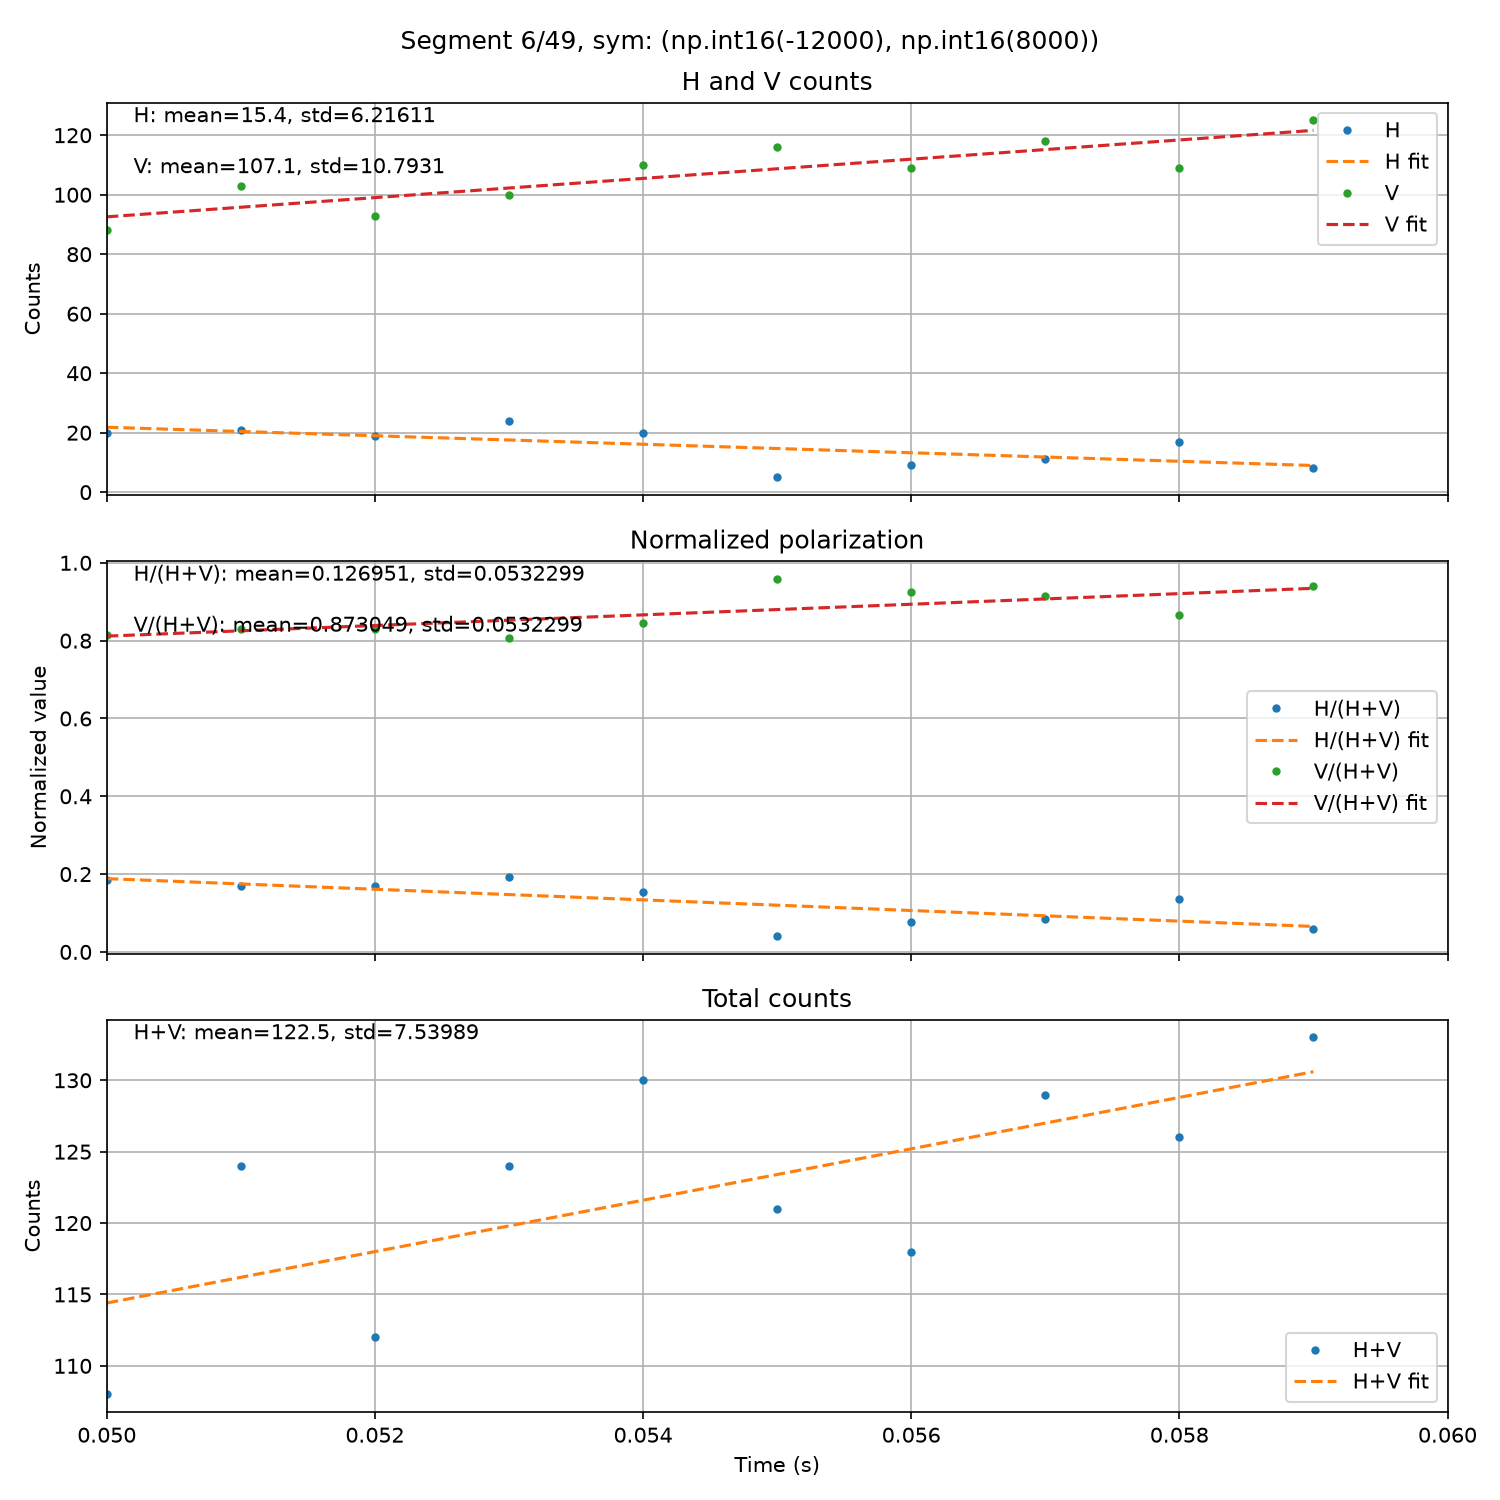 Segment 6/49, sym: (np.int16(-12000), np.int16(8000))
H and V counts
H: mean=15.4, std=6.21611
V: mean=107.1, std=10.7931
H
H fit
V
V fit
Counts
120
100
80
60
40
20
0
Normalized polarization
H/(H+V): mean=0.126951, std=0.0532299
V/(H+V): mean=0.873049, std=0.0532299
H/(H+V)
H/(H+V) fit
V/(H+V)
V/(H+V) fit
Normalized value
1.0
0.8
0.6
0.4
0.2
0.0
Total counts
H+V: mean=122.5, std=7.53989
H+V
H+V fit
Counts
130
125
120
115
110
0.050
0.052
0.054
0.056
0.058
0.060
Time (s)